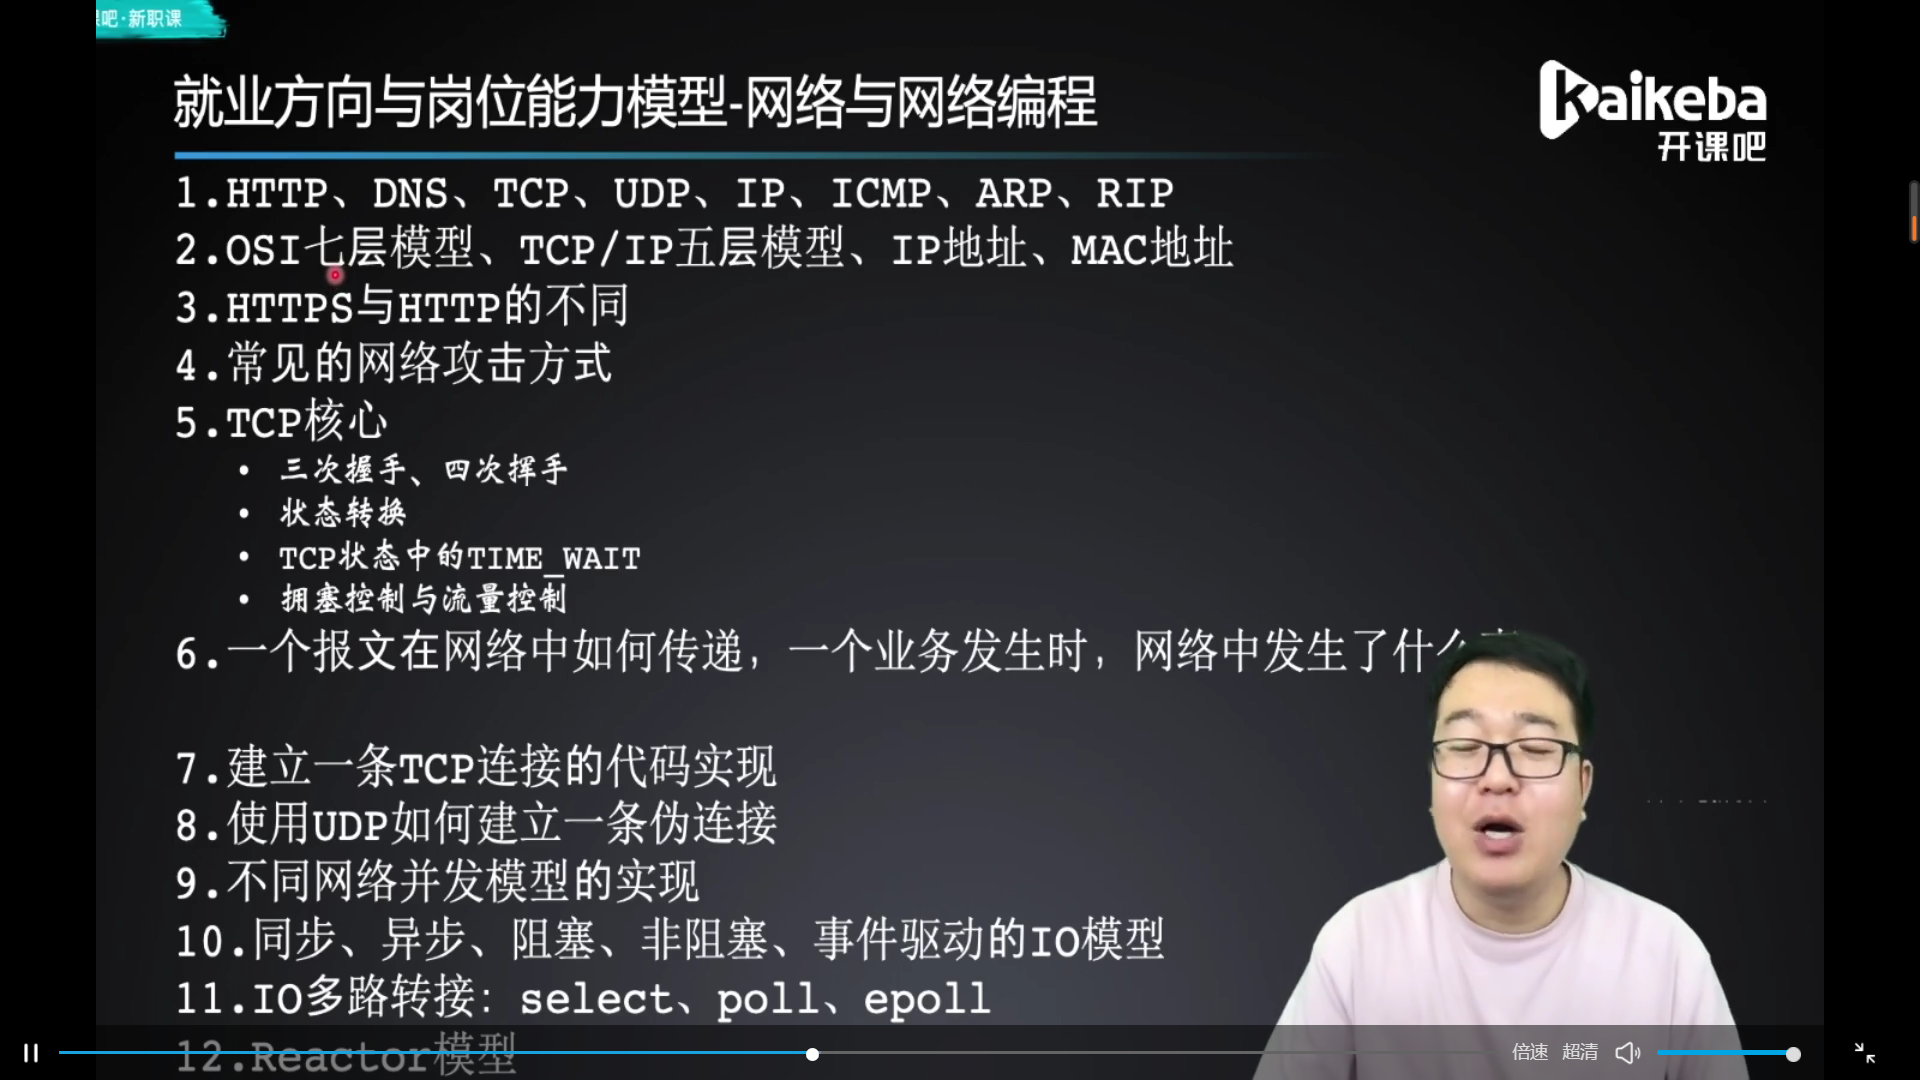 吧·新职课
就业方向与岗位能力模型-网络与网络编程
kaikeba
开课吧
1.HTTP、DNS、TCP、UDP、IP、ICMP、ARP、RIP
2.OSI七层模型、TCP/IP五层模型、IP地址、MAC地址
3.HTTPS与HTTP的不同
4.常见的网络攻击方式
5.TCP核心
• 三次握手、四次挥手
• 状态转换
• TCP状态中的TIME_WAIT
• 拥塞控制与流量控制
6.一个报文在网络中如何传递，一个业务发生时，网络中发生了什么
7.建立一条TCP连接的代码实现
8.使用UDP如何建立一条伪连接
9.不同网络并发模型的实现
10.同步、异步、阻塞、非阻塞、事件驱动的IO模型
11.IO多路转接：select、poll、epoll
12.Reactor模型
倍速 超清